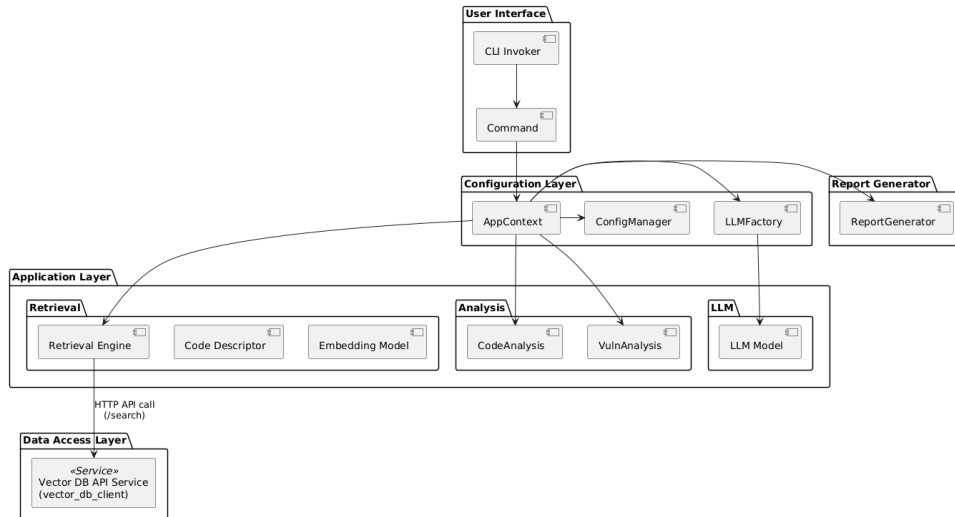 User Interface
CLI Invoker
Command
Configuration Layer
Report Generator
AppContext
ConfigManager
LLMFactory
ReportGenerator
Application Layer
Retrieval
Analysis
LLM
Retrieval Engine
Code Descriptor
Embedding Model
CodeAnalysis
VulnAnalysis
LLM Model
HTTP API call
(/search)
Data Access Layer
«Service»
Vector DB API Service
(vector_db_client)